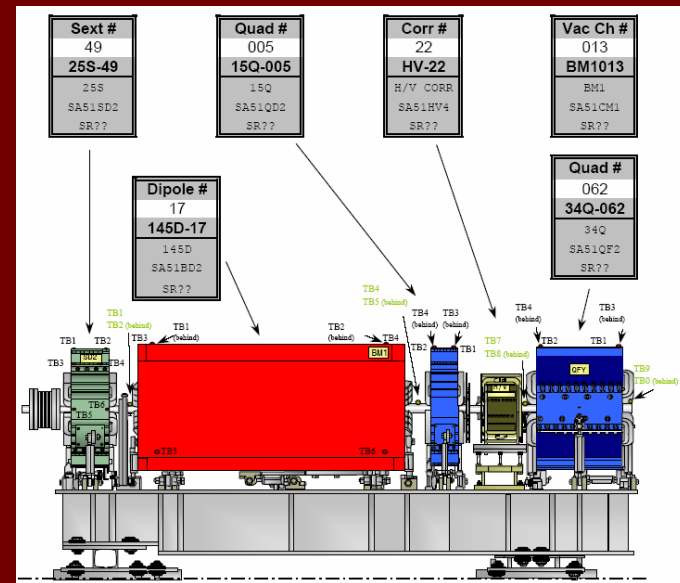 Sext #
49
25S-49
25S
SA51SD2
SR??
Quad #
005
15Q-005
15Q
SA51QD2
SR??
Corr #
22
HV-22
H/V CORR
SA51HV4
SR??
Vac Ch #
013
BM1013
BM1
SA51CM1
SR??
Dipole #
17
145D-17
145D
SA51BD2
SR??
Quad #
062
34Q-062
34Q
SA51QF2
SR??
TB1
TB2 (behind)
TB4
TB5 (behind)
TB1
TB2
TB3
TB4
SD2
TB6
TB5
TB3
TB1
(behind)
TB2
(behind)
TB4
BM1
TB5
TB6
TB4
(behind)
TB3
(behind)
TB2
TB1
TB7
TB8 (behind)
H/V
TB4
(behind)
TB3
(behind)
TB2
TB1
QFY
TB9
TB0 (behind)